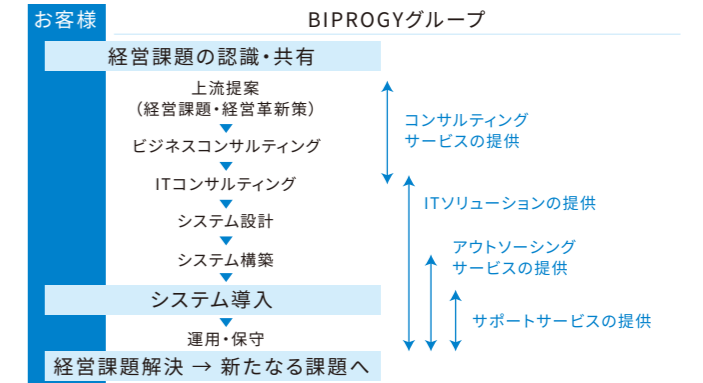 お客様
BIPROGYグループ
経営課題の認識・共有
上流提案
（経営課題・経営革新策）
ビジネスコンサルティング
ITコンサルティング
システム設計
システム構築
システム導入
運用・保守
経営課題解決 → 新たなる課題へ
コンサルティング
サービスの提供
ITソリューションの提供
アウトソーシング
サービスの提供
サポートサービスの提供